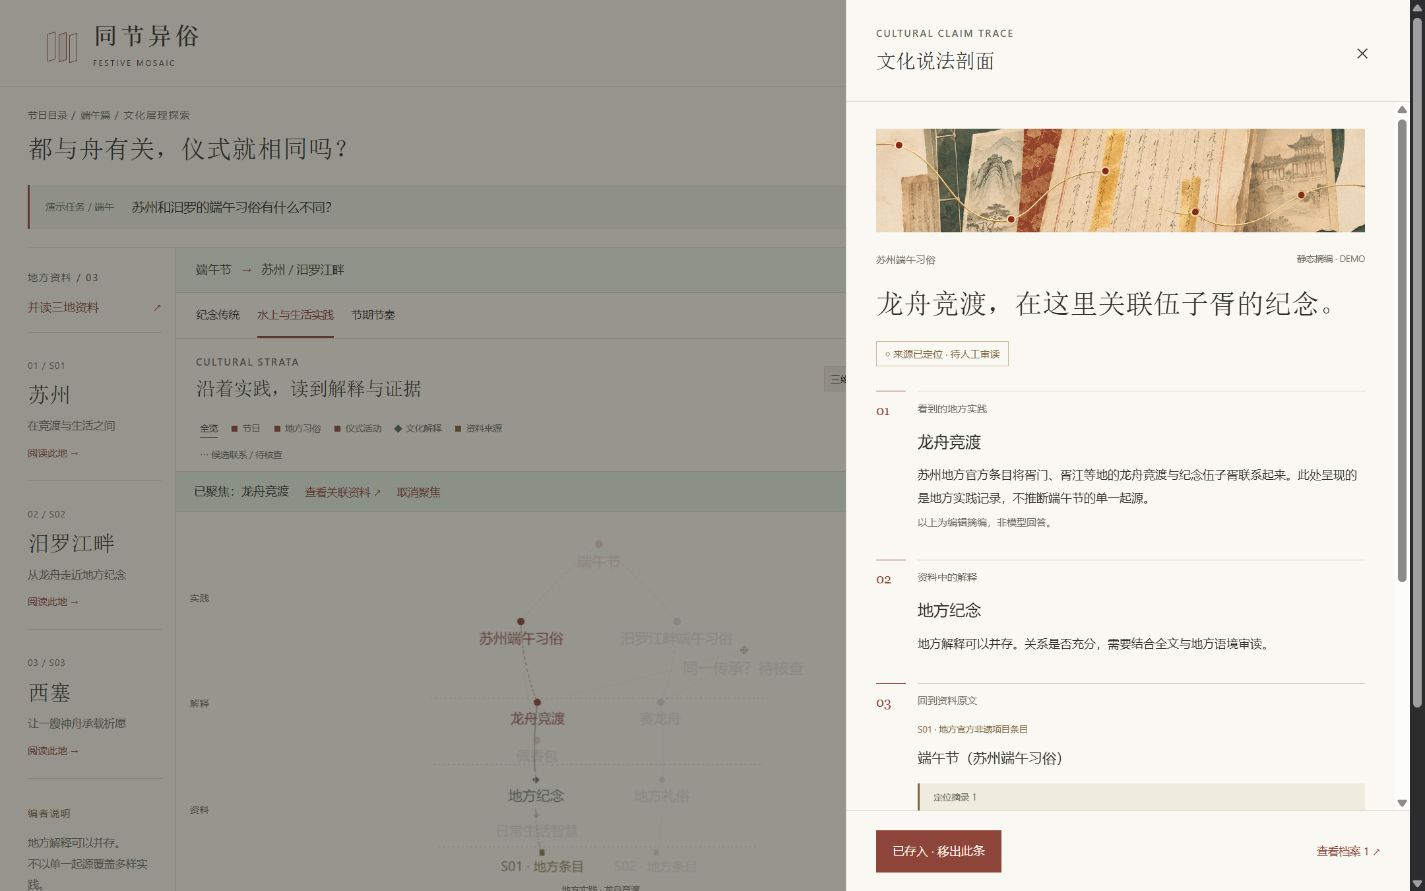 同节异俗
FESTIVE MOSAIC
节日目录 / 端午篇 / 文化层理探索
都与舟有关，仪式就相同吗？
演示任务 / 端午 苏州和汨罗的端午习俗有什么不同？
地方资料 / 03
并读三地资料 ↗
01 / S01
苏州
在竞渡与生活之间
阅读此地 →
02 / S02
汨罗江畔
从龙舟走近地方纪念
阅读此地 →
03 / S03
西塞
让一艘神舟承载祈愿
阅读此地 →
编者说明
地方解释可以并存。
不以单一起源覆盖多样实
践。
端午节 → 苏州 / 汨罗江畔
纪念传统 水上与生活实践 节期节奏
CULTURAL STRATA
沿着实践，读到解释与证据
全览 节日 地方习俗 仪式活动 文化解释 资料来源
··· 候选联系 / 待核查
已聚焦：龙舟竞渡 查看关联资料 ↗ 取消聚焦
端午节
实践
苏州端午习俗 汨罗江畔端午习俗
同一传承？待核查
解释
龙舟竞渡 赛龙舟
佩香包
地方纪念 地方礼俗
资料
日常生活智慧
S01 · 地方条目 S02 · 地方条目
CULTURAL CLAIM TRACE
文化说法剖面
苏州端午习俗 静态摘编 · DEMO
龙舟竞渡，在这里关联伍子胥的纪念。
○ 来源已定位 · 待人工审读
01 看到的地方实践
龙舟竞渡
苏州地方官方条目将胥门、胥江等地的龙舟竞渡与纪念伍子胥联系起来。此处呈现的
是地方实践记录，不推断端午节的单一起源。
以上为编辑摘编，非模型回答。
02 资料中的解释
地方纪念
地方解释可以并存。关系是否充分，需要结合全文与地方语境审读。
03 回到资料原文
S01 · 地方官方非遗项目条目
端午节（苏州端午习俗）
定位摘录 1
已存入 · 移出此条 查看档案 1 ↗